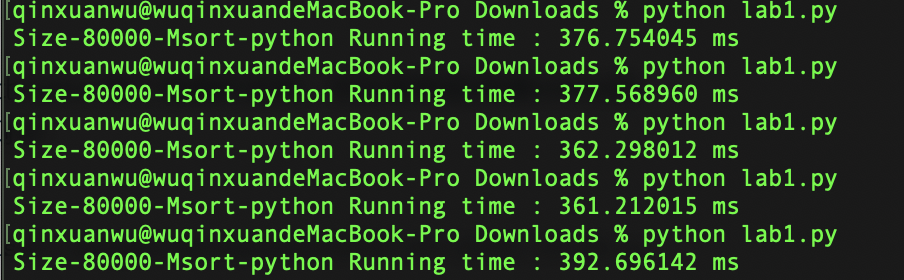 [qinxuanwu@wuqinxuandeMacBook-Pro Downloads % python lab1.py
Size-80000-Msort-python Running time : 376.754045 ms
[qinxuanwu@wuqinxuandeMacBook-Pro Downloads % python lab1.py
Size-80000-Msort-python Running time : 377.568960 ms
[qinxuanwu@wuqinxuandeMacBook-Pro Downloads % python lab1.py
Size-80000-Msort-python Running time : 362.298012 ms
[qinxuanwu@wuqinxuandeMacBook-Pro Downloads % python lab1.py
Size-80000-Msort-python Running time : 361.212015 ms
[qinxuanwu@wuqinxuandeMacBook-Pro Downloads % python lab1.py
Size-80000-Msort-python Running time : 392.696142 ms